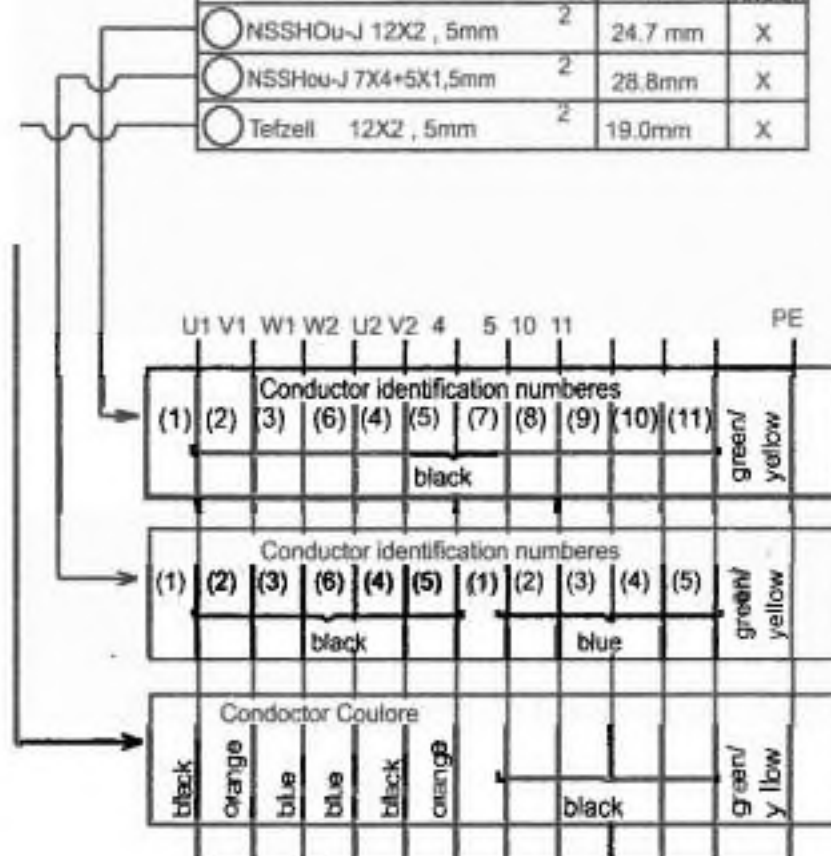 NSSHOu-J 12X2 , 5mm 2 24.7 mm X
NSSHou-J 7X4+5X1,5mm 2 28.8mm X
Tefzell 12X2 , 5mm 2 19.0mm X
U1 V1 W1 W2 U2 V2 4 5 10 11 PE
Conductor identification numberes
(1) (2) (3) (6) (4) (5) (7) (8) (9) (10) (11) green/ yellow
black
Conductor identification numberes
(1) (2) (3) (6) (4) (5) (1) (2) (3) (4) (5) green/ yellow
black blue
Condoctor Coulore
black orange blue blue black orange black green/ y llow